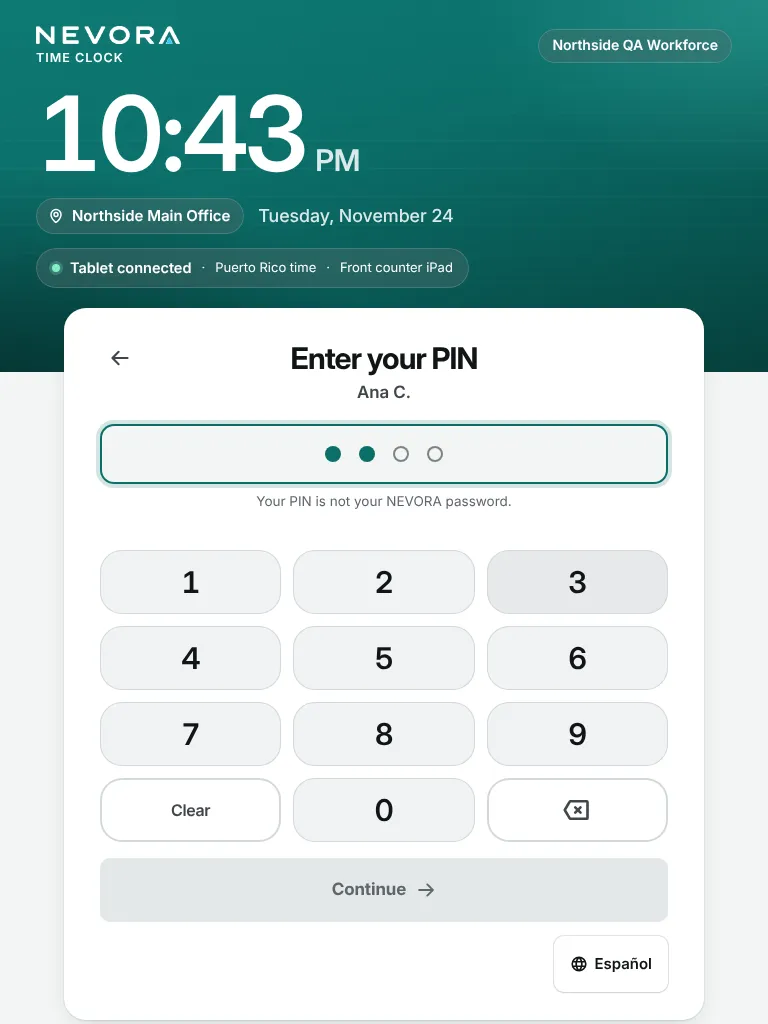 NEVORA
TIME CLOCK
Northside QA Workforce
10:43 PM
Northside Main Office
Tuesday, November 24
Tablet connected · Puerto Rico time · Front counter iPad
Enter your PIN
Ana C.
Your PIN is not your NEVORA password.
1 2 3
4 5 6
7 8 9
Clear 0
Continue
Español